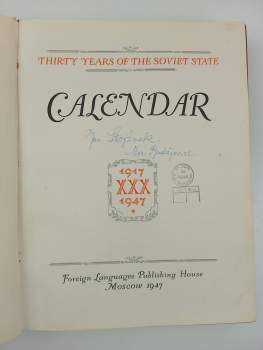 THIRTY YEARS OF THE SOVIET STATE
CALENDAR
1917
XXX
1947
Foreign Languages Publishing House
Moscow 1947